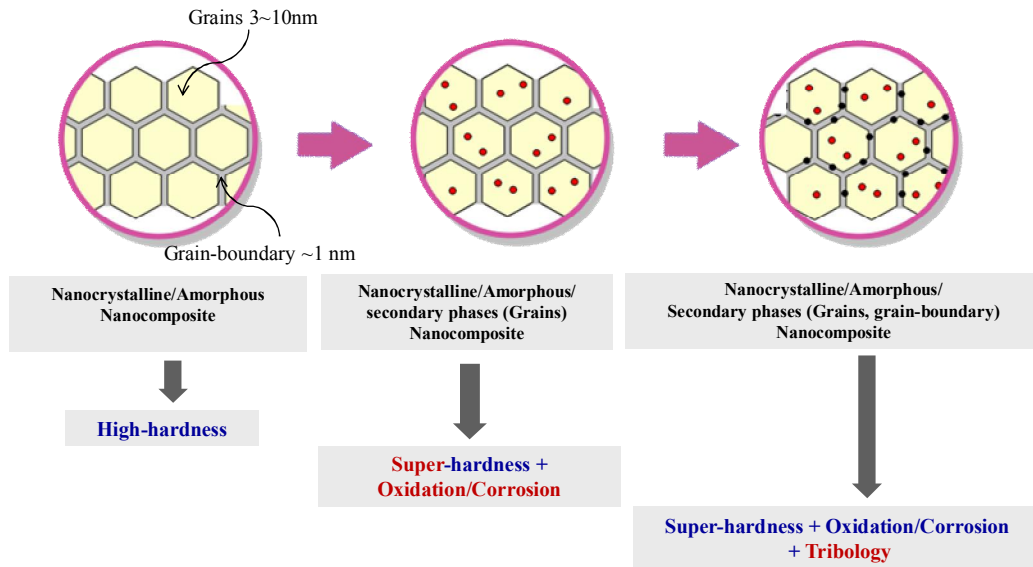 Grains 3~10nm
Grain-boundary ~1 nm
Nanocrystalline/Amorphous
Nanocomposite
Nanocrystalline/Amorphous/
secondary phases (Grains)
Nanocomposite
Nanocrystalline/Amorphous/
Secondary phases (Grains, grain-boundary)
Nanocomposite
High-hardness
Super-hardness +
Oxidation/Corrosion
Super-hardness + Oxidation/Corrosion
+ Tribology